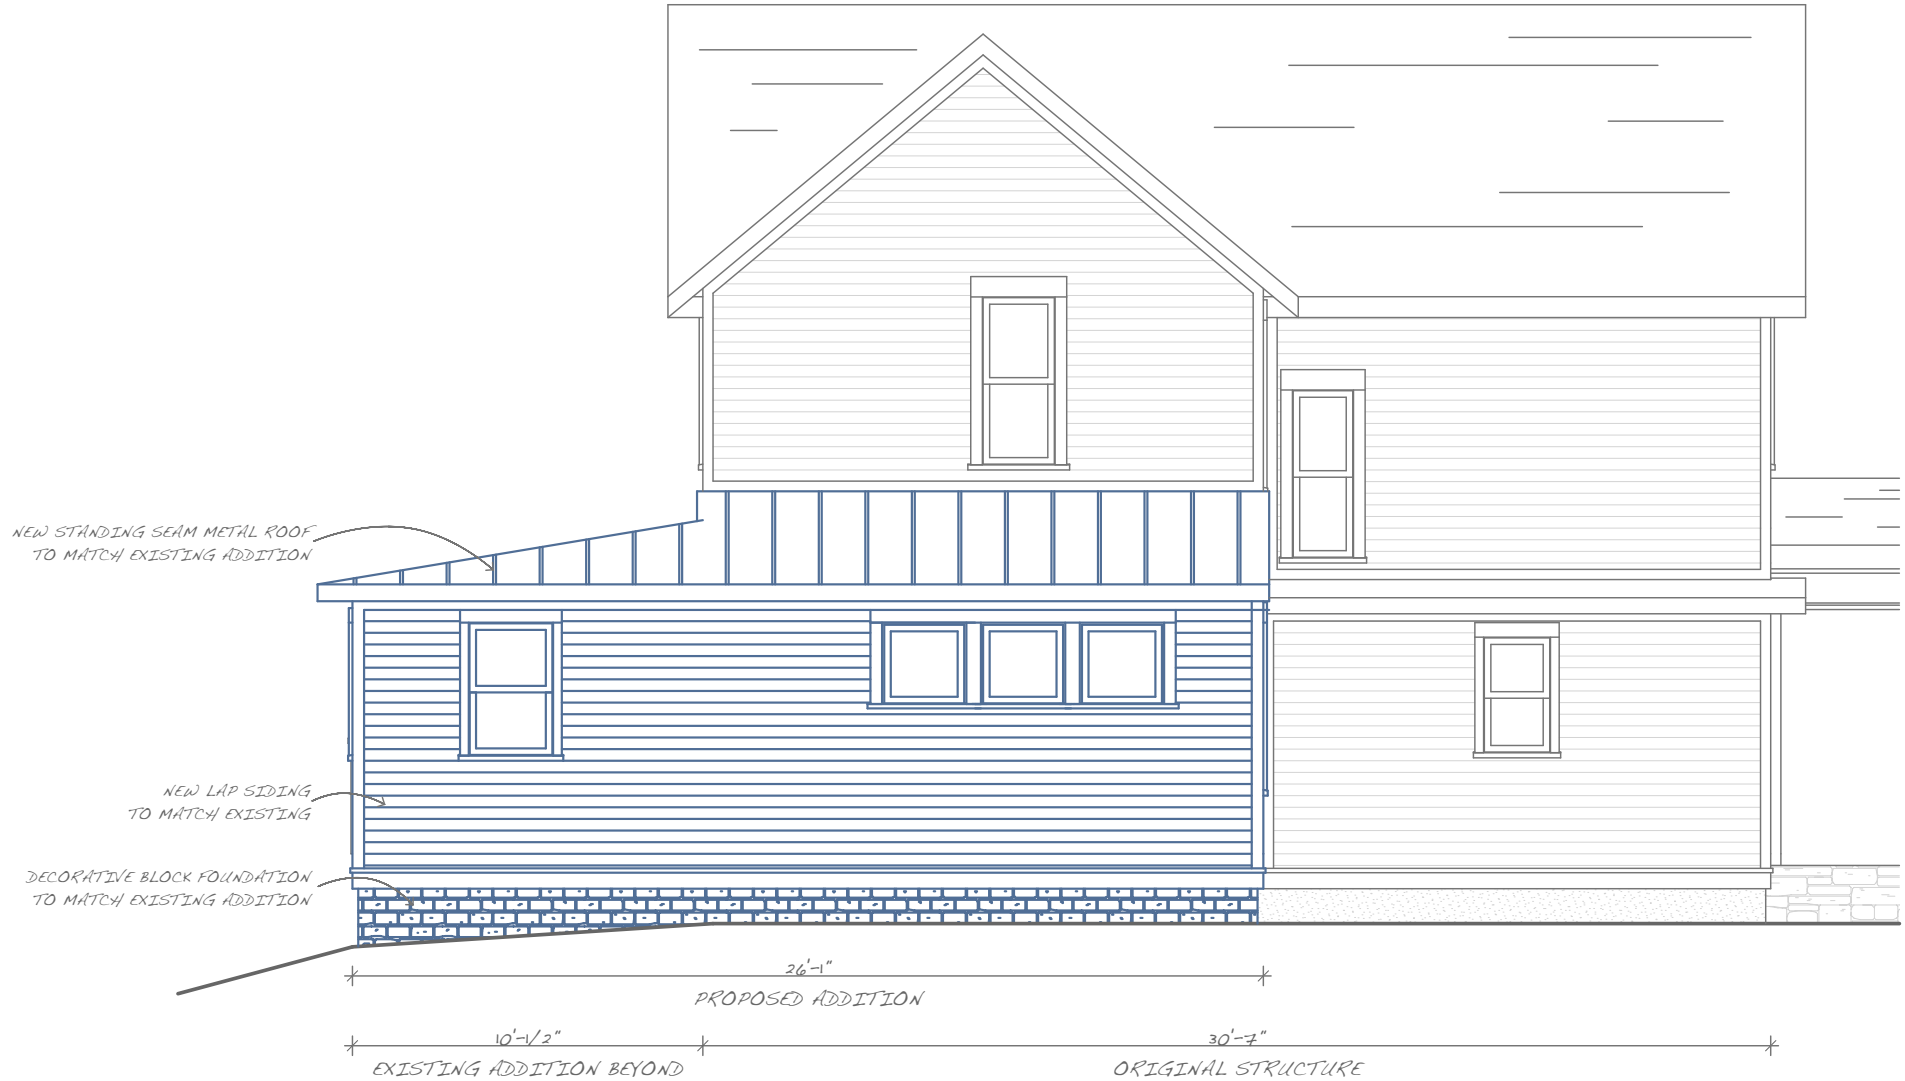 NEW STANDING SEAM METAL ROOF
TO MATCH EXISTING ADDITION
NEW LAP SIDING
TO MATCH EXISTING
DECORATIVE BLOCK FOUNDATION
TO MATCH EXISTING ADDITION
26'-1"
PROPOSED ADDITION
10'-1/2"
30'-7"
EXISTING ADDITION BEYOND
ORIGINAL STRUCTURE